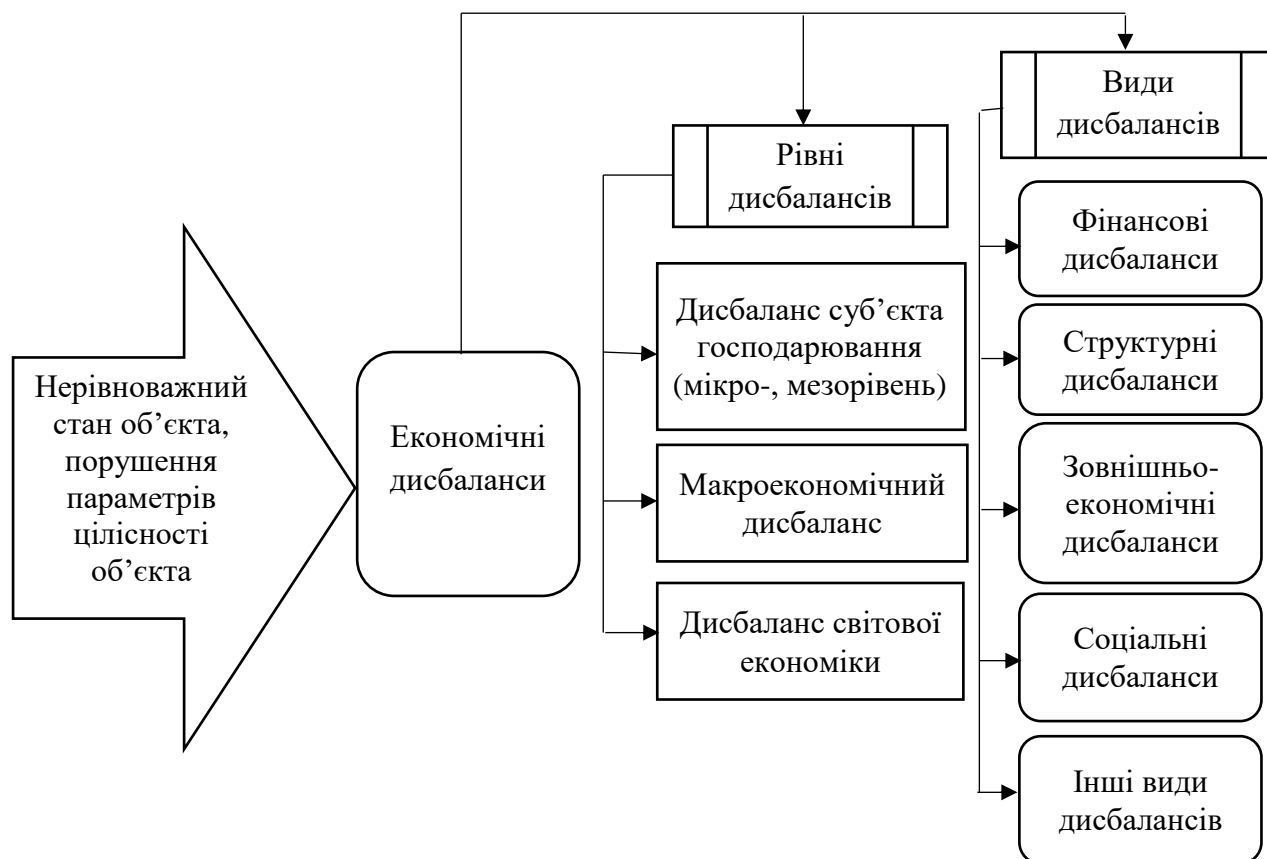 Нерівноважний
стан об’єкта,
порушення
параметрів
цілісності
об’єкта
Економічні
дисбаланси
Рівні
дисбалансів
Дисбаланс суб’єкта
господарювання
(мікро-, мезорівень)
Макроекономічний
дисбаланс
Дисбаланс світової
економіки
Види
дисбалансів
Фінансові
дисбаланси
Структурні
дисбаланси
Зовнішньо-
економічні
дисбаланси
Соціальні
дисбаланси
Інші види
дисбалансів